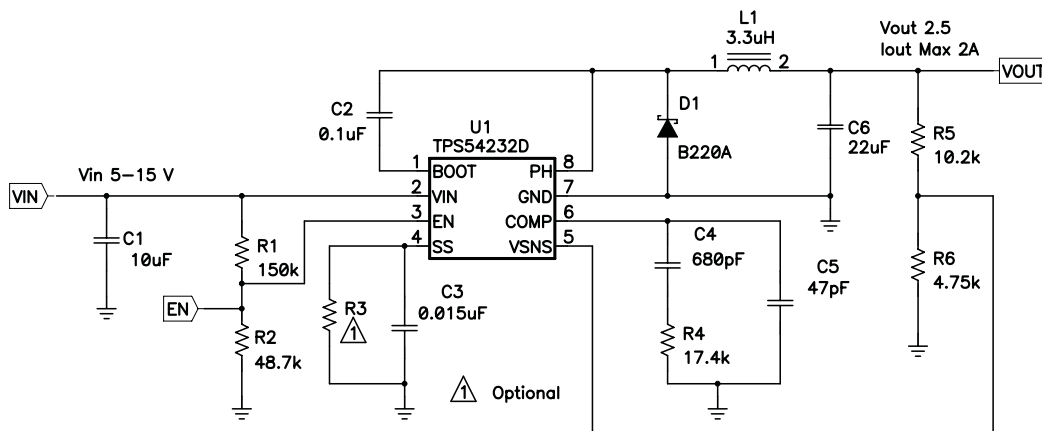 L1
3.3uH
1 2
Vout 2.5
Iout Max 2A
VOUT
C2
0.1uF
D1
B220A
C6
22uF
R5
10.2k
U1
TPS54232D
1 BOOT PH 8
2 VIN GND 7
3 EN COMP 6
4 SS VSNS 5
Vin 5-15 V
VIN
C1
10uF
R1
150k
EN
R2
48.7k
R3
1
C3
0.015uF
C4
680pF
C5
47pF
R4
17.4k
R6
4.75k
1 Optional